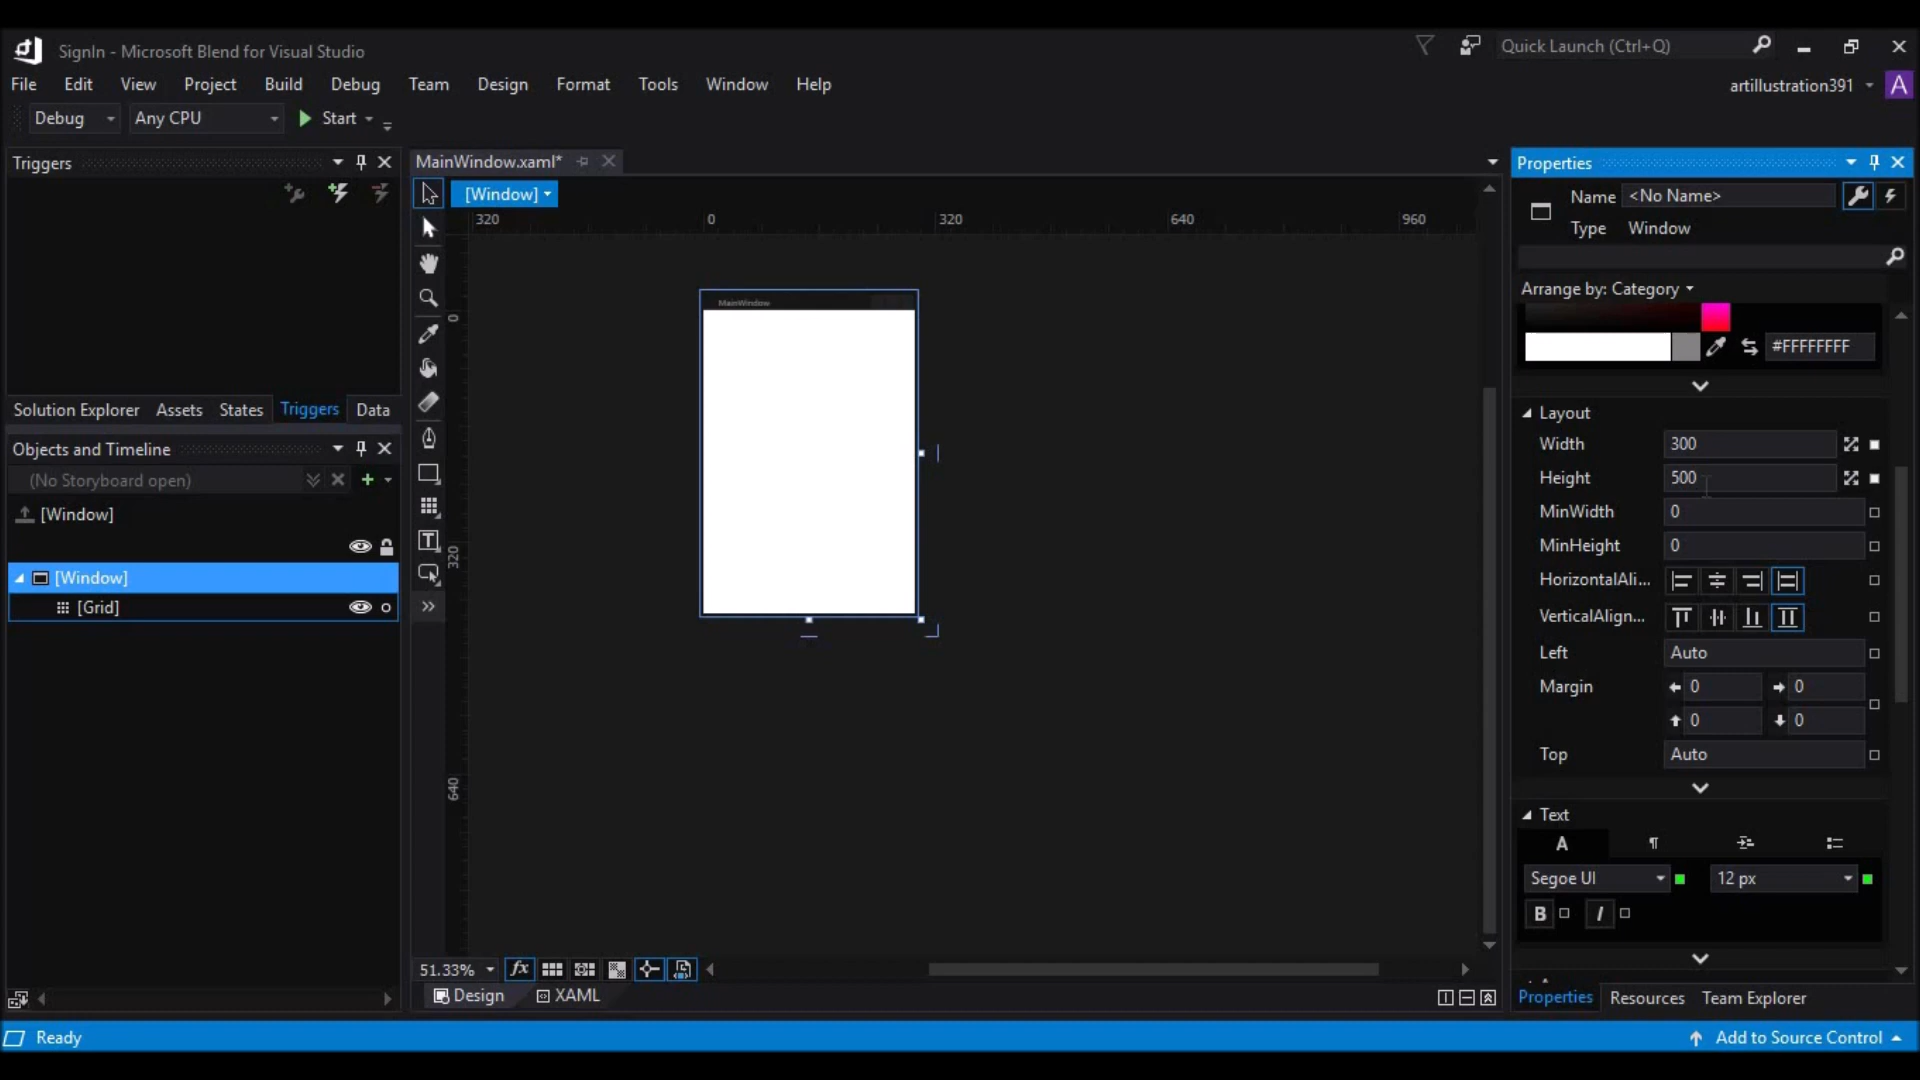 SignIn - Microsoft Blend for Visual Studio
Quick Launch (Ctrl+Q)
File Edit View Project Build Debug Team Design Format Tools Window Help
artillustration391 A
Debug Any CPU Start
Triggers
MainWindow.xaml*
Properties
[Window]
Name <No Name>
Type Window
320 0 320 640 960
Arrange by: Category
MainWindow
0
#FFFFFFFF
Solution Explorer Assets States Triggers Data
Layout
Width 300
Objects and Timeline
(No Storyboard open)
Height 500
[Window]
MinWidth 0
320
MinHeight 0
[Window]
HorizontalAli...
[Grid]
VerticalAlign...
Left Auto
Margin 0 0
0 0
Top Auto
640
Text
A ¶
Segoe UI 12 px
B I
51.33% fx
Design XAML
Properties Resources Team Explorer
Ready
Add to Source Control